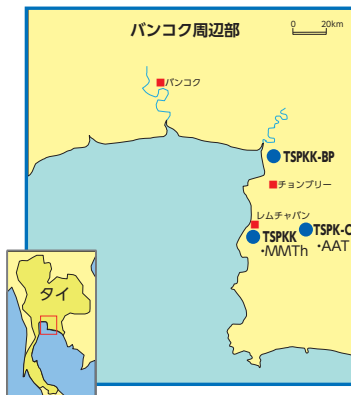 バンコク周辺部
0 20km
バンコク
TSPKK-BP
チョンブリー
レムチャバン
TSPKK
・MMTh
TSPK-C
・AAT
タイ